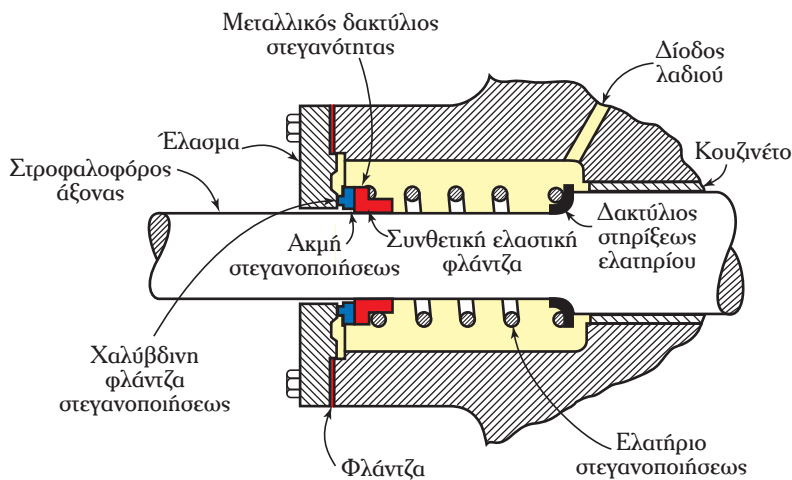 Μεταλλικός δακτύλιος
στεγανότητας
Δίοδος
λαδιού
Έλασμα
Κουζινέτο
Στροφαλοφόρος
άξονας
Ακμή
στεγανοποιήσεως
Συνθετική ελαστική
φλάντζα
Δακτύλιος
στηρίξεως
ελατηρίου
Χαλύβδινη
φλάντζα
στεγανοποιήσεως
Φλάντζα
Ελατήριο
στεγανοποιήσεως